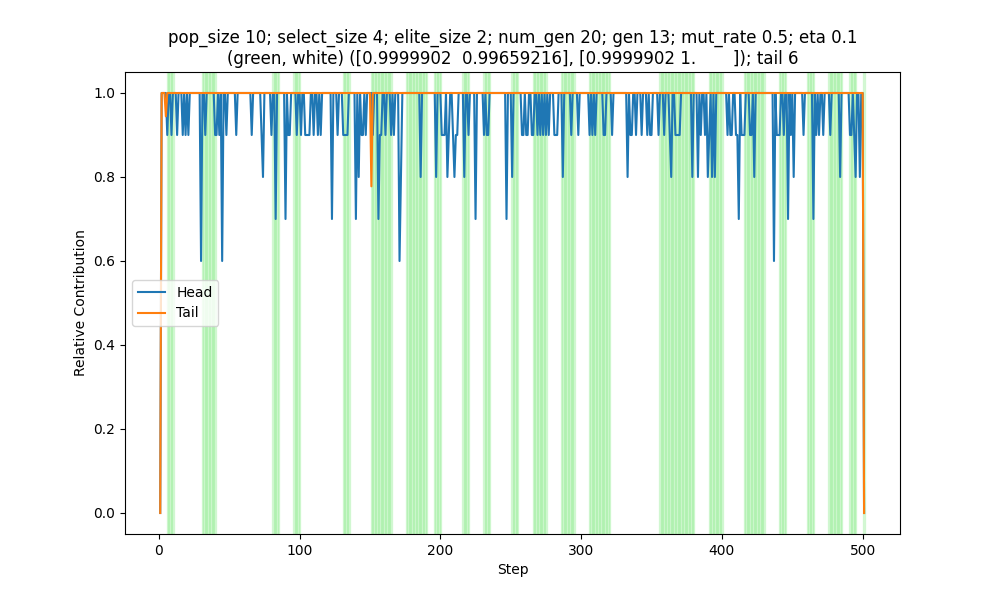 pop_size 10; select_size 4; elite_size 2; num_gen 20; gen 13; mut_rate 0.5; eta 0.1
(green, white) ([0.9999902  0.99659216], [0.9999902 1.        ]); tail 6
1.0
0.8
0.6
0.4
0.2
0.0
Relative Contribution
Head
Tail
0
100
200
300
400
500
Step